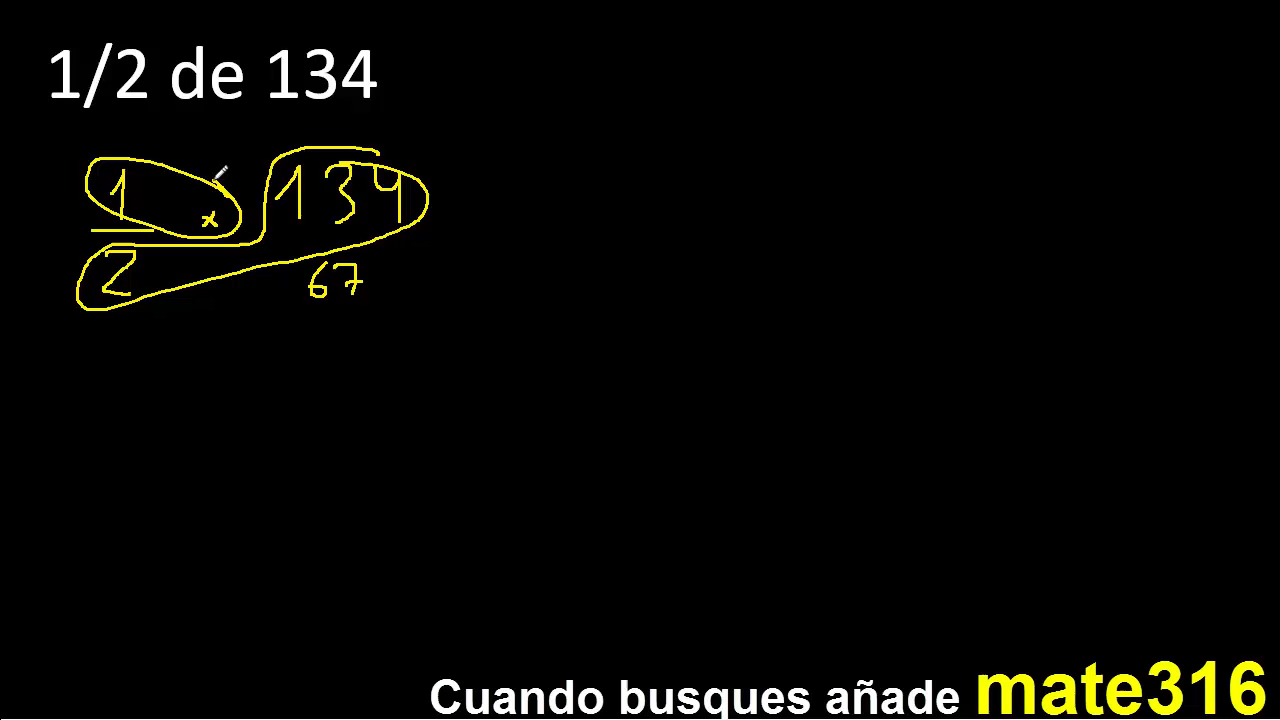 1/2 de 134
1 x 134
2
67
Cuando busques añade mate316